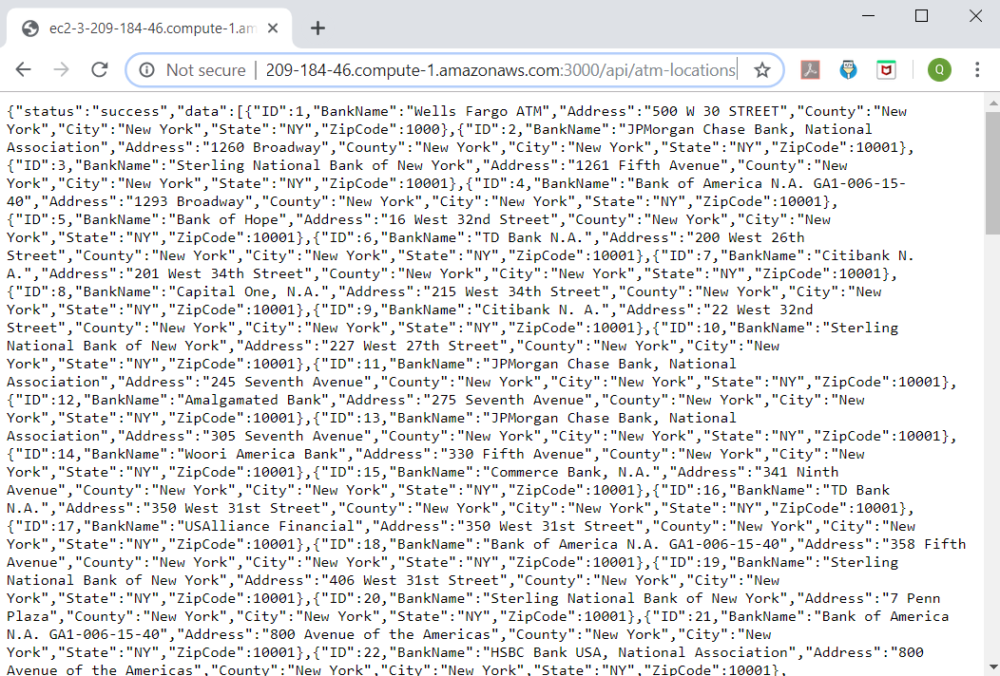 ec2-3-209-184-46.compute-1.am
Not secure | 209-184-46.compute-1.amazonaws.com:3000/api/atm-locations
Q
{"status":"success","data":[{"ID":1,"BankName":"Wells Fargo ATM","Address":"500 W 30 STREET","County":"New
York","City":"New York","State":"NY","ZipCode":1000},{"ID":2,"BankName":"JPMorgan Chase Bank, National
Association","Address":"1260 Broadway","County":"New York","City":"New York","State":"NY","ZipCode":10001},
{"ID":3,"BankName":"Sterling National Bank of New York","Address":"1261 Fifth Avenue","County":"New
York","City":"New York","State":"NY","ZipCode":10001},{"ID":4,"BankName":"Bank of America N.A. GA1-006-15-
40","Address":"1293 Broadway","County":"New York","City":"New York","State":"NY","ZipCode":10001},
{"ID":5,"BankName":"Bank of Hope","Address":"16 West 32nd Street","County":"New York","City":"New
York","State":"NY","ZipCode":10001},{"ID":6,"BankName":"TD Bank N.A.","Address":"200 West 26th
Street","County":"New York","City":"New York","State":"NY","ZipCode":10001},{"ID":7,"BankName":"Citibank N.
A.","Address":"201 West 34th Street","County":"New York","City":"New York","State":"NY","ZipCode":10001},
{"ID":8,"BankName":"Capital One, N.A.","Address":"215 West 34th Street","County":"New York","City":"New
York","State":"NY","ZipCode":10001},{"ID":9,"BankName":"Citibank N. A.","Address":"22 West 32nd
Street","County":"New York","City":"New York","State":"NY","ZipCode":10001},{"ID":10,"BankName":"Sterling
National Bank of New York","Address":"227 West 27th Street","County":"New York","City":"New
York","State":"NY","ZipCode":10001},{"ID":11,"BankName":"JPMorgan Chase Bank, National
Association","Address":"245 Seventh Avenue","County":"New York","City":"New York","State":"NY","ZipCode":10001},
{"ID":12,"BankName":"Amalgamated Bank","Address":"275 Seventh Avenue","County":"New York","City":"New
York","State":"NY","ZipCode":10001},{"ID":13,"BankName":"JPMorgan Chase Bank, National
Association","Address":"305 Seventh Avenue","County":"New York","City":"New York","State":"NY","ZipCode":10001},
{"ID":14,"BankName":"Woori America Bank","Address":"330 Fifth Avenue","County":"New York","City":"New
York","State":"NY","ZipCode":10001},{"ID":15,"BankName":"Commerce Bank, N.A.","Address":"341 Ninth
Avenue","County":"New York","City":"New York","State":"NY","ZipCode":10001},{"ID":16,"BankName":"TD Bank
N.A.","Address":"350 West 31st Street","County":"New York","City":"New York","State":"NY","ZipCode":10001},
{"ID":17,"BankName":"USAlliance Financial","Address":"350 West 31st Street","County":"New York","City":"New
York","State":"NY","ZipCode":10001},{"ID":18,"BankName":"Bank of America N.A. GA1-006-15-40","Address":"358 Fifth
Avenue","County":"New York","City":"New York","State":"NY","ZipCode":10001},{"ID":19,"BankName":"Sterling
National Bank of New York","Address":"406 West 31st Street","County":"New York","City":"New
York","State":"NY","ZipCode":10001},{"ID":20,"BankName":"Sterling National Bank of New York","Address":"7 Penn
Plaza","County":"New York","City":"New York","State":"NY","ZipCode":10001},{"ID":21,"BankName":"Bank of America
N.A. GA1-006-15-40","Address":"800 Avenue of the Americas","County":"New York","City":"New
York","State":"NY","ZipCode":10001},{"ID":22,"BankName":"HSBC Bank USA, National Association","Address":"800
Avenue of the Americas","County":"New York","City":"New York","State":"NY","ZipCode":10001},